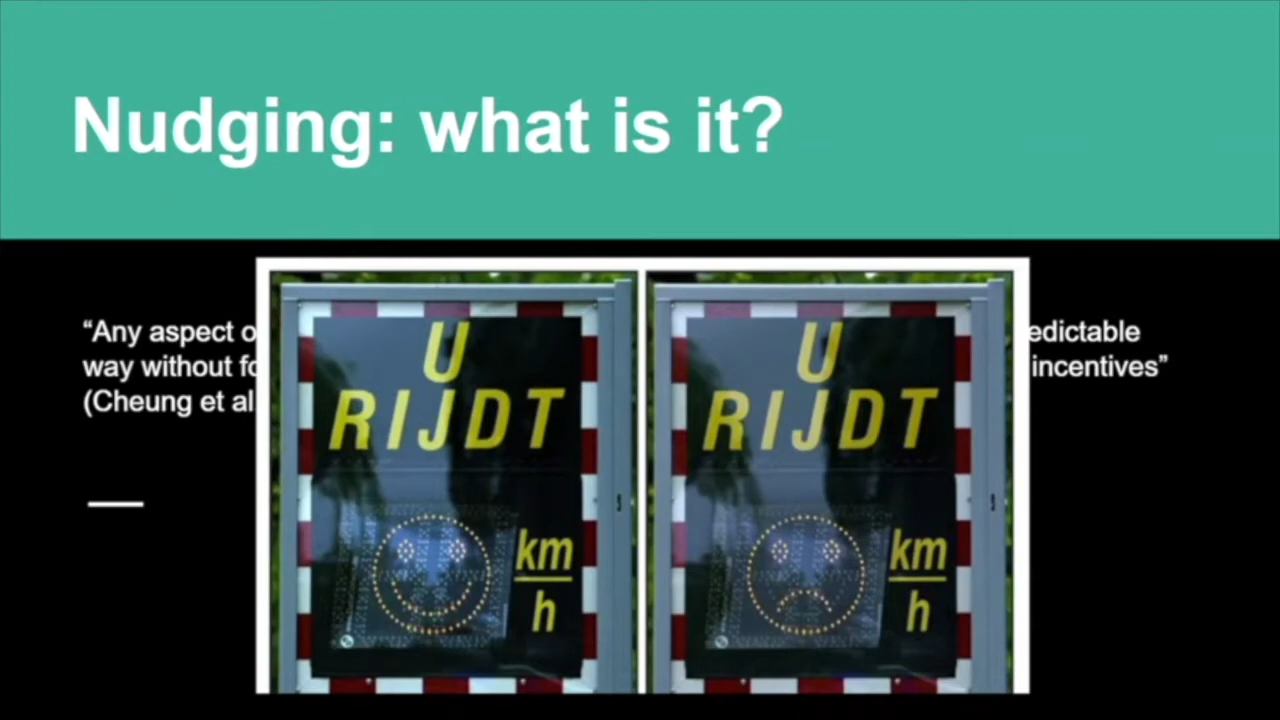 Nudging: what is it?
“Any aspect o
edictable
way without fo
incentives”
(Cheung et al
U
RIJDT
km
h
U
RIJDT
km
h